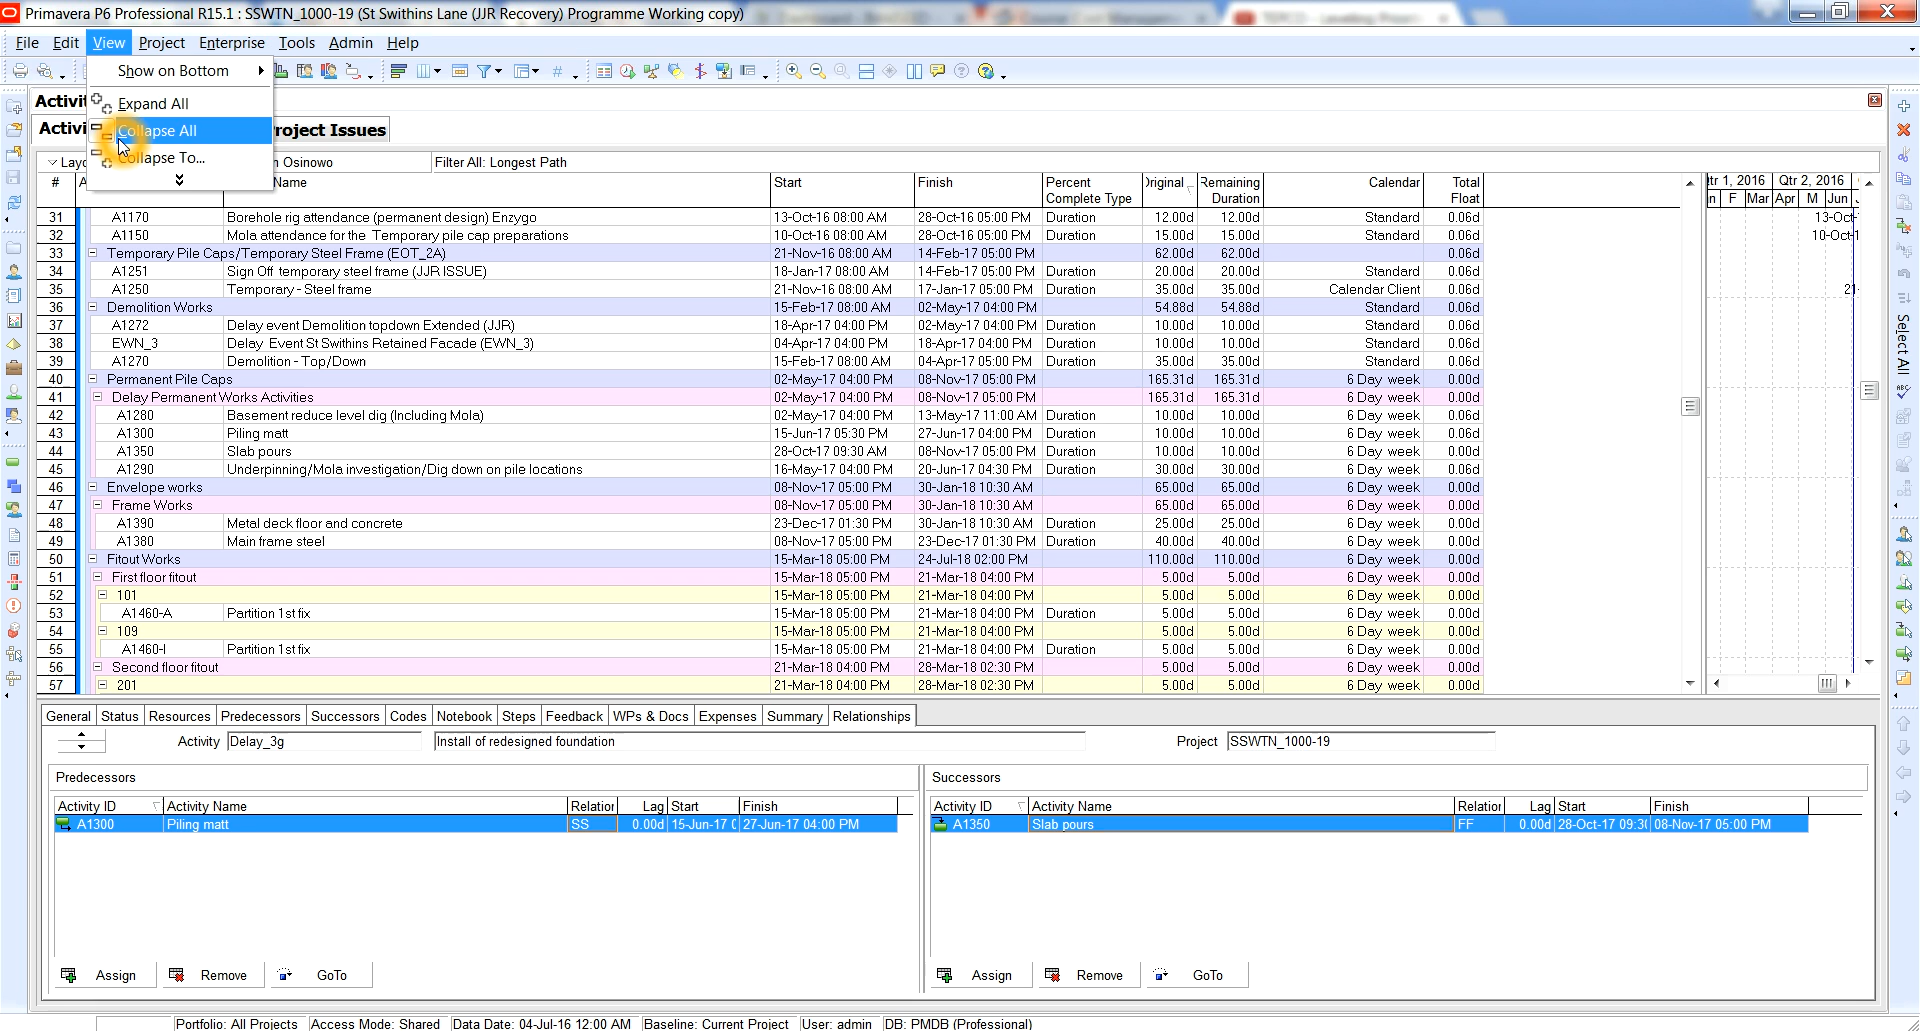 Primavera P6 Professional R15.1 : SSWTN_1000-19 (St Swithins Lane (JJR Recovery) Programme Working copy)
File Edit View Project Enterprise Tools Admin Help
Show on Bottom
Expand All
Collapse All
Collapse To...
Activi
Activi roject Issues
Layo n Osinowo Filter All: Longest Path
# A Name Start Finish Percent Complete Type Original Remaining Duration Calendar Total Float
Qtr 1, 2016 Qtr 2, 2016
n F Mar Apr M Jun
31 A1170 Borehole rig attendance (permanent design) Enzygo 13-Oct-16 08:00 AM 28-Oct-16 05:00 PM Duration 12.00d 12.00d Standard 0.06d 13-Oct-
32 A1150 Mola attendance for the Temporary pile cap preparations 10-Oct-16 08:00 AM 28-Oct-16 05:00 PM Duration 15.00d 15.00d Standard 0.06d 10-Oct-1
33 Temporary Pile Caps/Temporary Steel Frame (EOT_2A) 21-Nov-16 08:00 AM 14-Feb-17 05:00 PM 62.00d 62.00d 0.06d
34 A1251 Sign Off temporary steel frame (JJR ISSUE) 18-Jan-17 08:00 AM 14-Feb-17 05:00 PM Duration 20.00d 20.00d Standard 0.06d
35 A1250 Temporary - Steel frame 21-Nov-16 08:00 AM 17-Jan-17 05:00 PM Duration 35.00d 35.00d Calendar Client 0.06d 21-
36 Demolition Works 15-Feb-17 08:00 AM 02-May-17 04:00 PM 54.88d 54.88d Standard 0.06d
37 A1272 Delay event Demolition topdown Extended (JJR) 18-Apr-17 04:00 PM 02-May-17 04:00 PM Duration 10.00d 10.00d Standard 0.06d
38 EWN_3 Delay Event St Swithins Retained Facade (EWN_3) 04-Apr-17 04:00 PM 18-Apr-17 04:00 PM Duration 10.00d 10.00d Standard 0.06d
39 A1270 Demolition - Top/Down 15-Feb-17 08:00 AM 04-Apr-17 05:00 PM Duration 35.00d 35.00d Standard 0.06d
40 Permanent Pile Caps 02-May-17 04:00 PM 08-Nov-17 05:00 PM 165.31d 165.31d 6 Day week 0.00d
41 Delay Permanent Works Activities 02-May-17 04:00 PM 08-Nov-17 05:00 PM 165.31d 165.31d 6 Day week 0.00d
42 A1280 Basement reduce level dig (Including Mola) 02-May-17 04:00 PM 13-May-17 11:00 AM Duration 10.00d 10.00d 6 Day week 0.06d
43 A1300 Piling matt 15-Jun-17 05:30 PM 27-Jun-17 04:00 PM Duration 10.00d 10.00d 6 Day week 0.06d
44 A1350 Slab pours 28-Oct-17 09:30 AM 08-Nov-17 05:00 PM Duration 10.00d 10.00d 6 Day week 0.00d
45 A1290 Underpinning/Mola investigation/Dig down on pile locations 16-May-17 04:00 PM 20-Jun-17 04:30 PM Duration 30.00d 30.00d 6 Day week 0.06d
46 Envelope works 08-Nov-17 05:00 PM 30-Jan-18 10:30 AM 65.00d 65.00d 6 Day week 0.00d
47 Frame Works 08-Nov-17 05:00 PM 30-Jan-18 10:30 AM 65.00d 65.00d 6 Day week 0.00d
48 A1390 Metal deck floor and concrete 23-Dec-17 01:30 PM 30-Jan-18 10:30 AM Duration 25.00d 25.00d 6 Day week 0.00d
49 A1380 Main frame steel 08-Nov-17 05:00 PM 23-Dec-17 01:30 PM Duration 40.00d 40.00d 6 Day week 0.00d
50 Fitout Works 15-Mar-18 05:00 PM 24-Jul-18 02:00 PM 110.00d 110.00d 6 Day week 0.00d
51 First floor fitout 15-Mar-18 05:00 PM 21-Mar-18 04:00 PM 5.00d 5.00d 6 Day week 0.00d
52 101 15-Mar-18 05:00 PM 21-Mar-18 04:00 PM 5.00d 5.00d 6 Day week 0.00d
53 A1460-A Partition 1st fix 15-Mar-18 05:00 PM 21-Mar-18 04:00 PM Duration 5.00d 5.00d 6 Day week 0.00d
54 109 15-Mar-18 05:00 PM 21-Mar-18 04:00 PM 5.00d 5.00d 6 Day week 0.00d
55 A1460-I Partition 1st fix 15-Mar-18 05:00 PM 21-Mar-18 04:00 PM Duration 5.00d 5.00d 6 Day week 0.00d
56 Second floor fitout 21-Mar-18 04:00 PM 28-Mar-18 02:30 PM 5.00d 5.00d 6 Day week 0.00d
57 201 21-Mar-18 04:00 PM 28-Mar-18 02:30 PM 5.00d 5.00d 6 Day week 0.00d
Select All
General Status Resources Predecessors Successors Codes Notebook Steps Feedback WPs & Docs Expenses Summary Relationships
Activity Delay_3g Install of redesigned foundation Project SSWTN_1000-19
Predecessors
Activity ID Activity Name Relation Lag Start Finish
A1300 Piling matt SS 0.00d 15-Jun-17 27-Jun-17 04:00 PM
Assign Remove GoTo
Successors
Activity ID Activity Name Relation Lag Start Finish
A1350 Slab pours FF 0.00d 28-Oct-17 09:3 08-Nov-17 05:00 PM
Assign Remove GoTo
Portfolio: All Projects Access Mode: Shared Data Date: 04-Jul-16 12:00 AM Baseline: Current Project User: admin DB: PMDB (Professional)